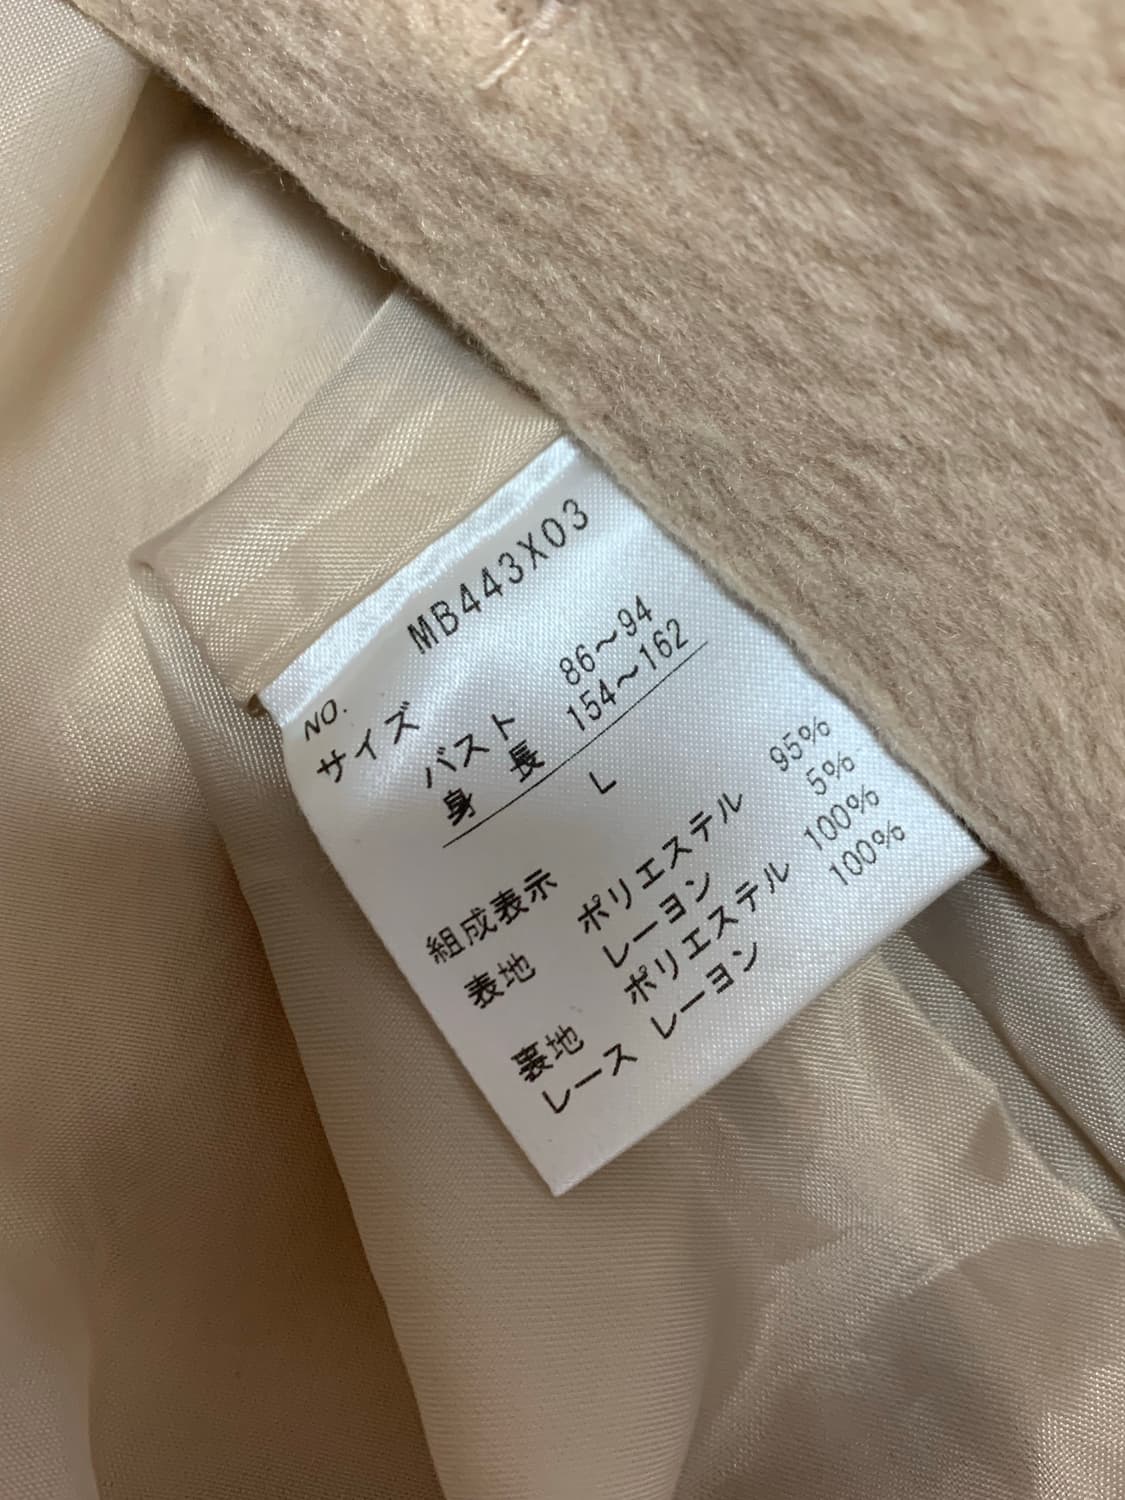 NO. MB443X03
サイズ
バスト 86～94
身長 154～162
L
組成表示
表地 ポリエステル 95%
レーヨン 5%
裏地 ポリエステル 100%
レース レーヨン 100%